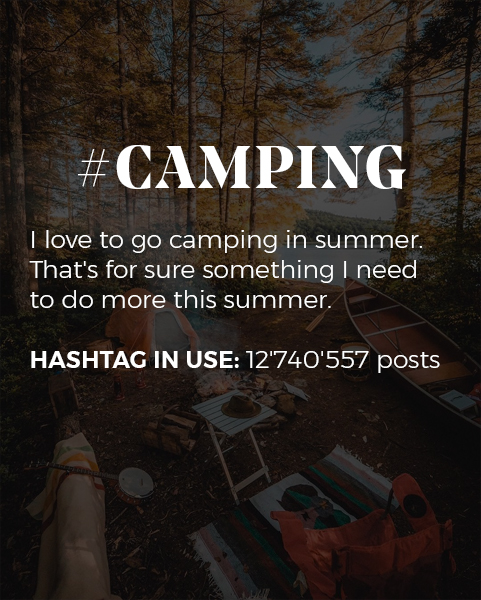 #CAMPING
I love to go camping in summer.
That's for sure something I need
to do more this summer.
HASHTAG IN USE: 12'740'557 posts